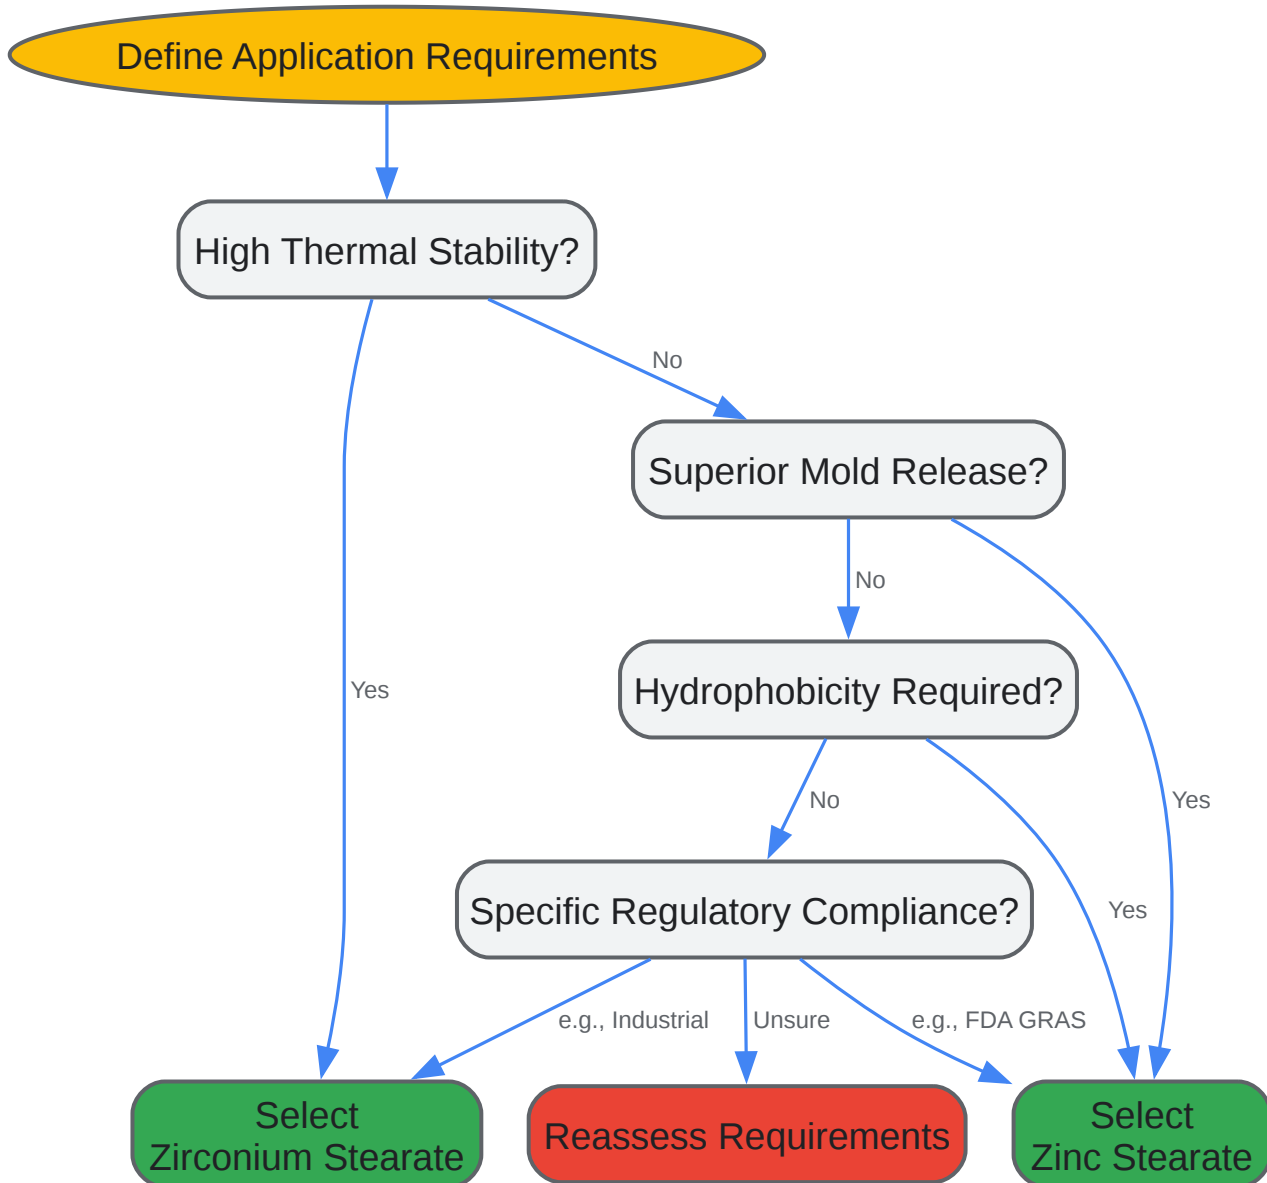 Define Application Requirements
High Thermal Stability?
No
Superior Mold Release?
No
Hydrophobicity Required?
Yes
No
Yes
Specific Regulatory Compliance?
Yes
e.g., Industrial
Unsure
e.g., FDA GRAS
Select
Zirconium Stearate
Reassess Requirements
Select
Zinc Stearate